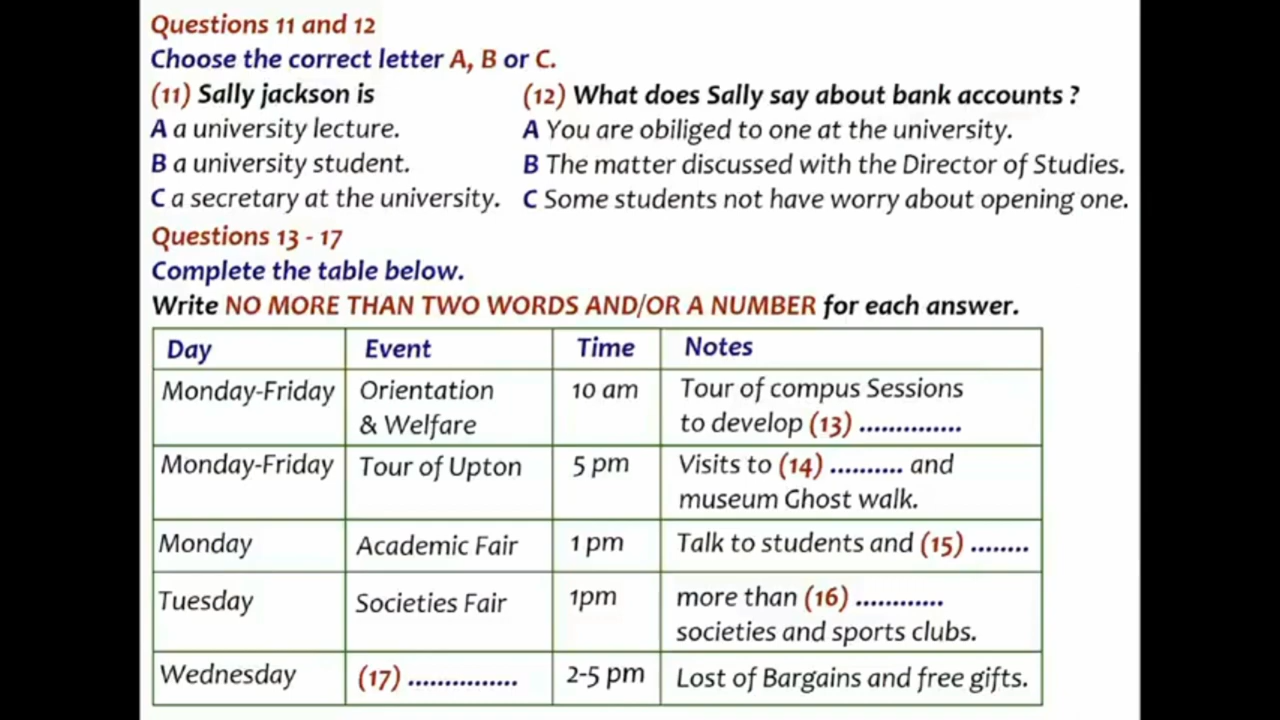 Questions 11 and 12
Choose the correct letter A, B or C.
(11) Sally jackson is
A a university lecture.
B a university student.
C a secretary at the university.
(12) What does Sally say about bank accounts ?
A You are obiliged to one at the university.
B The matter discussed with the Director of Studies.
C Some students not have worry about opening one.
Questions 13 - 17
Complete the table below.
Write NO MORE THAN TWO WORDS AND/OR A NUMBER for each answer.
Day Event Time Notes
Monday-Friday Orientation & Welfare 10 am Tour of compus Sessions
to develop (13) ..............
Monday-Friday Tour of Upton 5 pm Visits to (14) .......... and
museum Ghost walk.
Monday Academic Fair 1 pm Talk to students and (15) ........
Tuesday Societies Fair 1pm more than (16) ............
societies and sports clubs.
Wednesday (17) ............... 2-5 pm Lost of Bargains and free gifts.